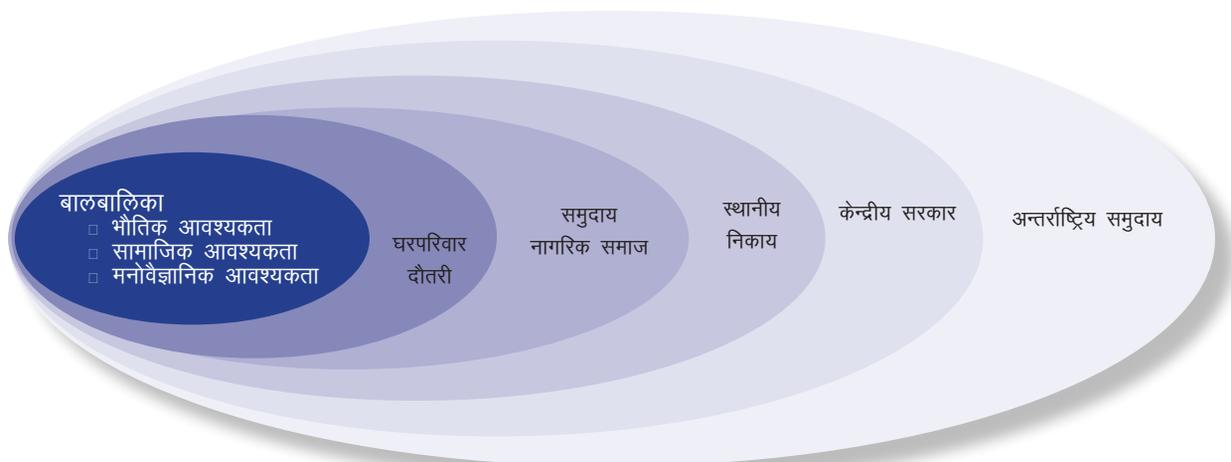 बालबालिका
भौतिक आवश्यकता
सामाजिक आवश्यकता
मनोवैज्ञानिक आवश्यकता
घरपरिवार
दौतरी
समुदाय
नागरिक समाज
स्थानीय
निकाय
केन्द्रीय सरकार
अन्तर्राष्ट्रिय समुदाय